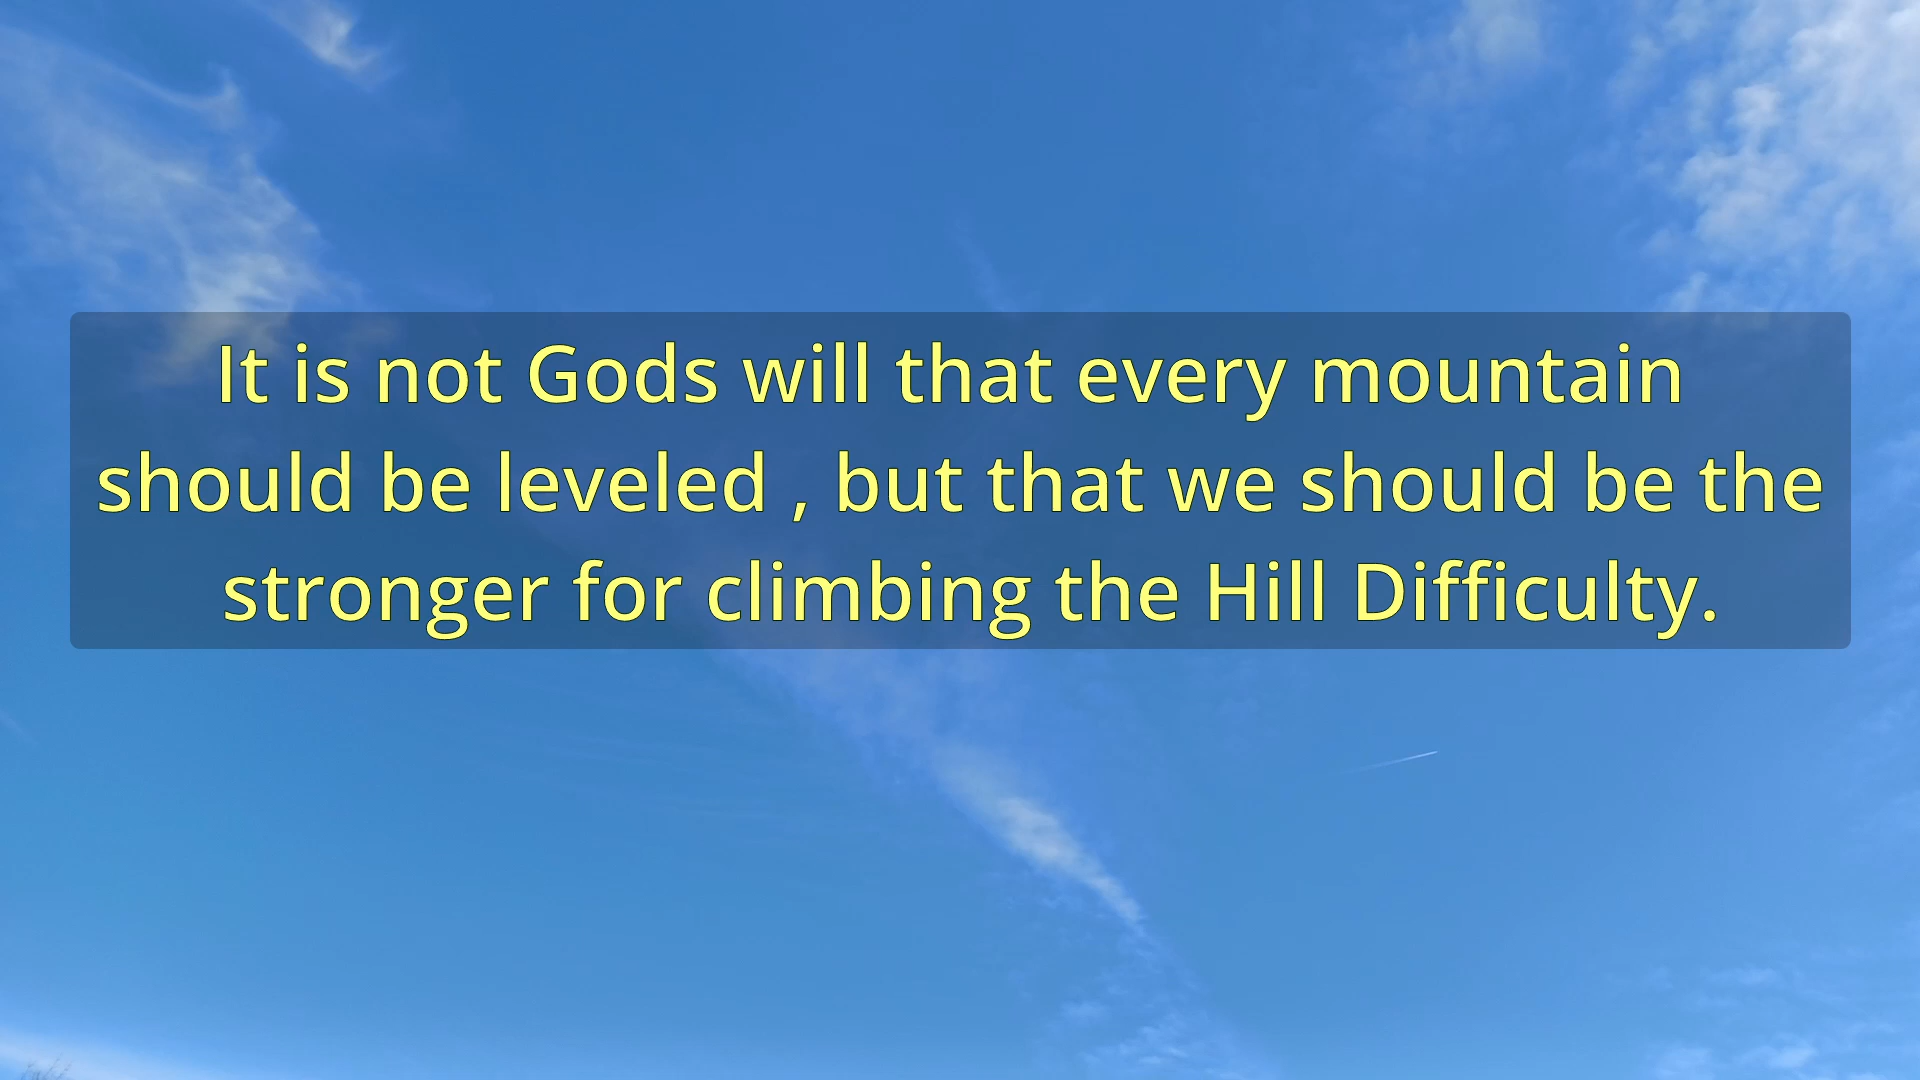 It is not Gods will that every mountain
should be leveled , but that we should be the
stronger for climbing the Hill Difficulty.